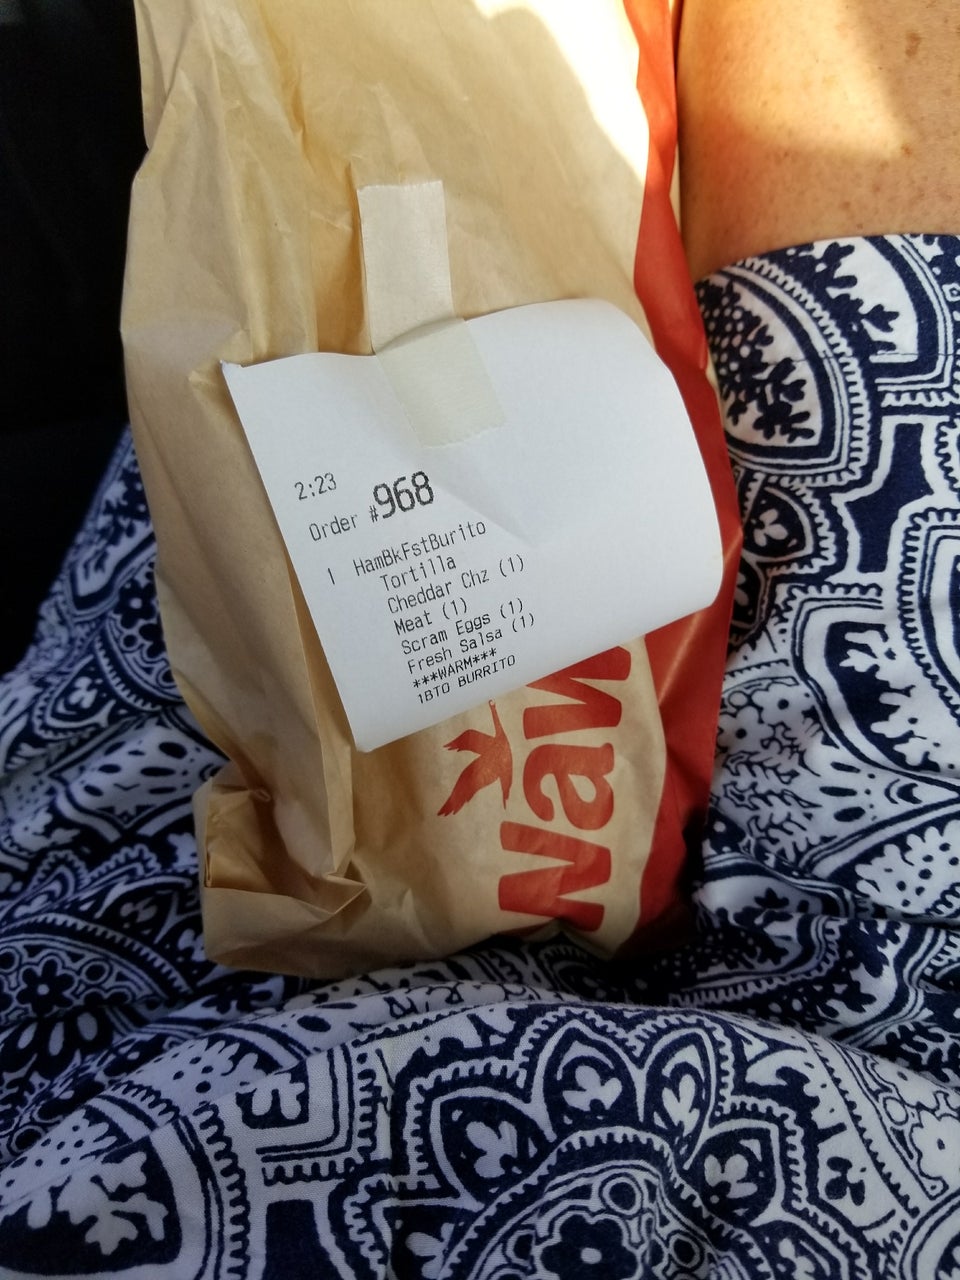 2:23
Order #968
1 HamBkFstBurito
Tortilla
Cheddar Chz (1)
Meat (1)
Scram Eggs (1)
Fresh Salsa (1)
***WARM***
1BTO BURRITO
Waw